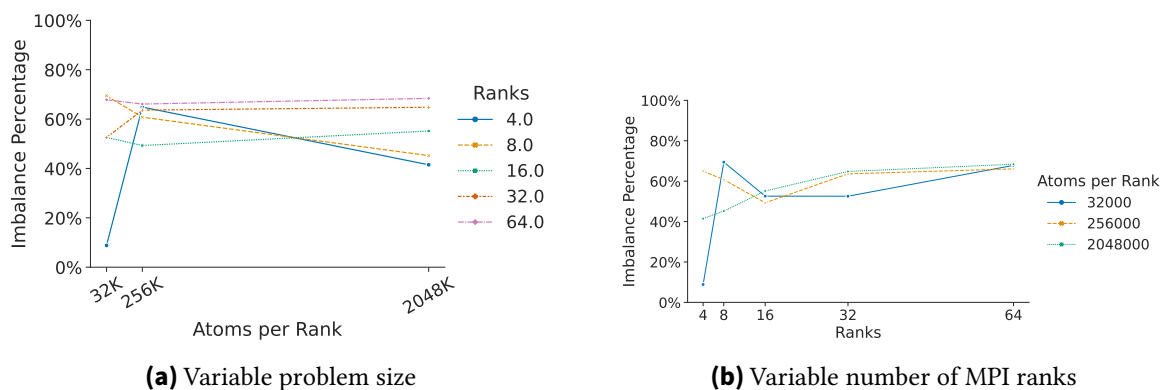 100%
80%
60%
40%
20%
0%
Imbalance Percentage
32K
256K
2048K
Atoms per Rank
Ranks
4.0
8.0
16.0
32.0
64.0
(a) Variable problem size
100%
80%
60%
40%
20%
0%
Imbalance Percentage
4 8 16 32 64
Ranks
Atoms per Rank
32000
256000
2048000
(b) Variable number of MPI ranks